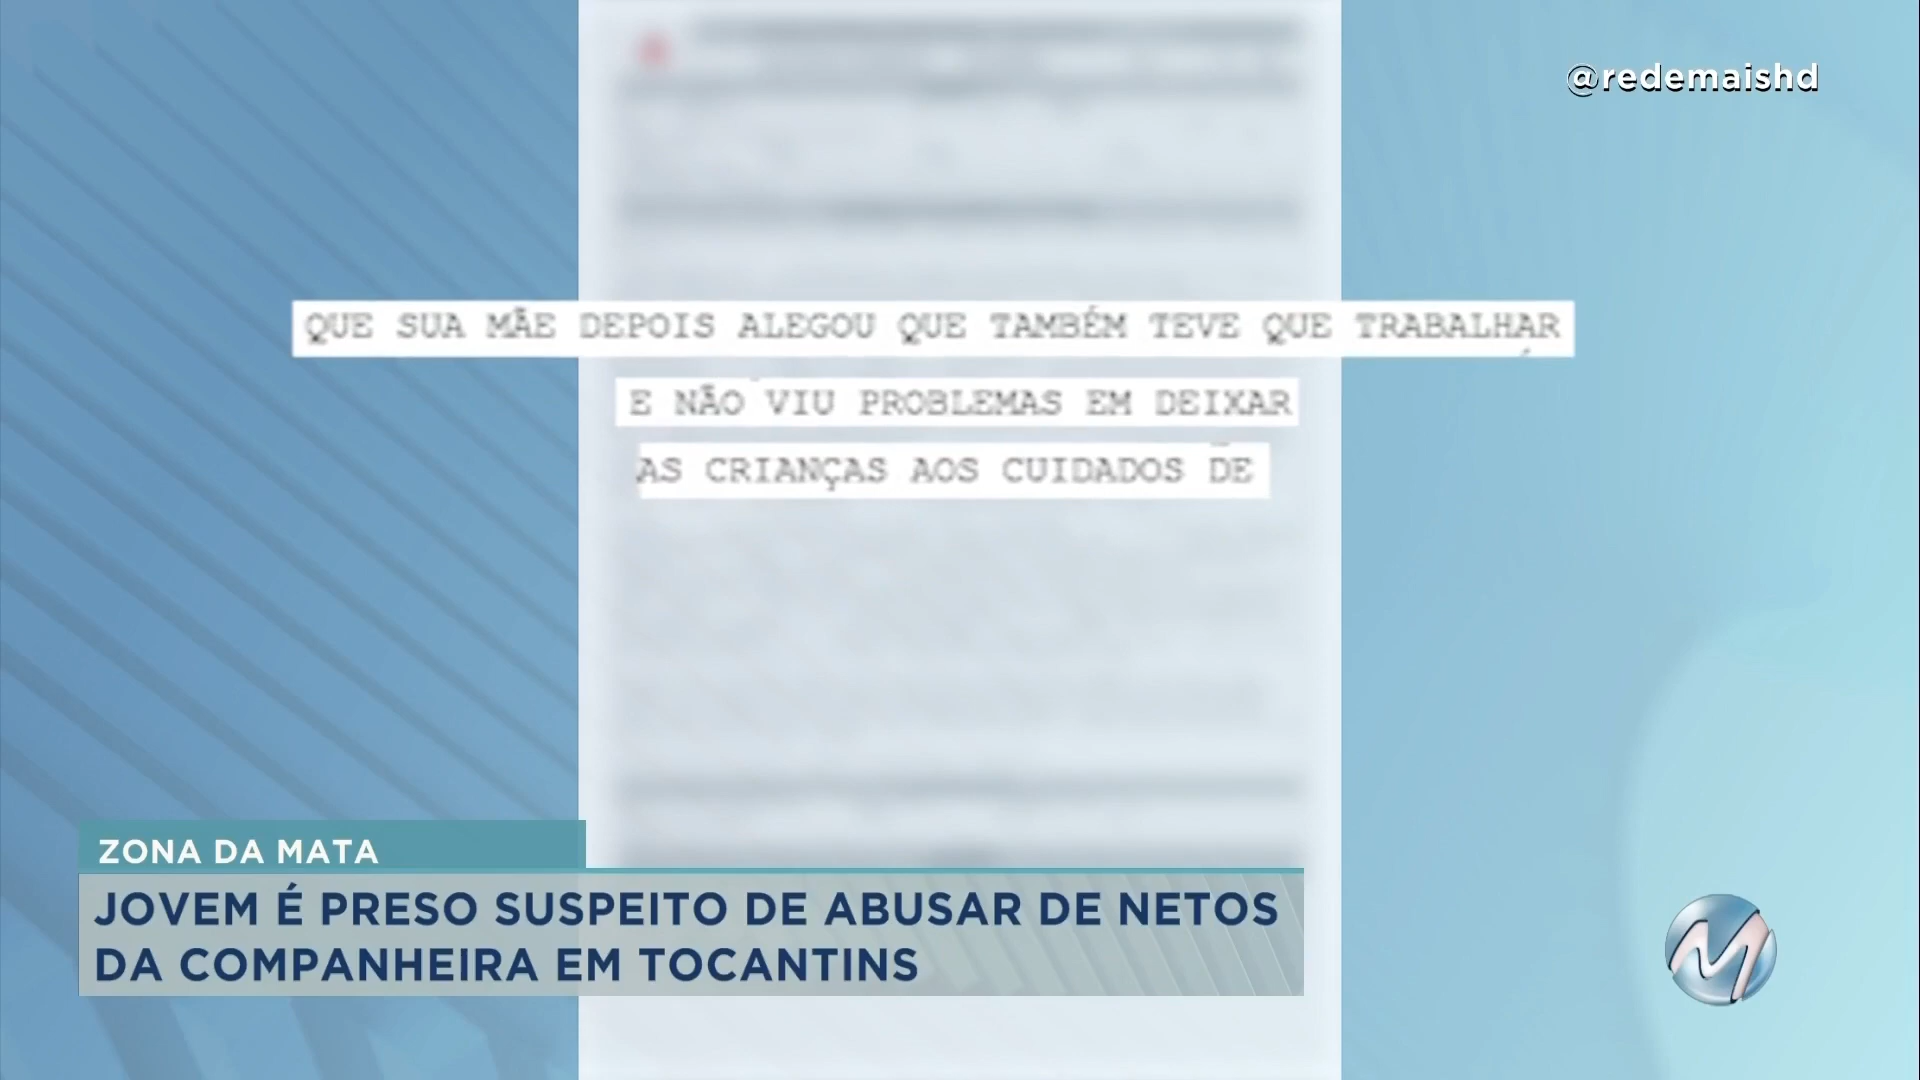 @redemaishd
QUE SUA MÃE DEPOIS ALEGOU QUE TAMBÉM TEVE QUE TRABALHAR
E NÃO VIU PROBLEMAS EM DEIXAR
AS CRIANÇAS AOS CUIDADOS DE
ZONA DA MATA
JOVEM É PRESO SUSPEITO DE ABUSAR DE NETOS
DA COMPANHEIRA EM TOCANTINS